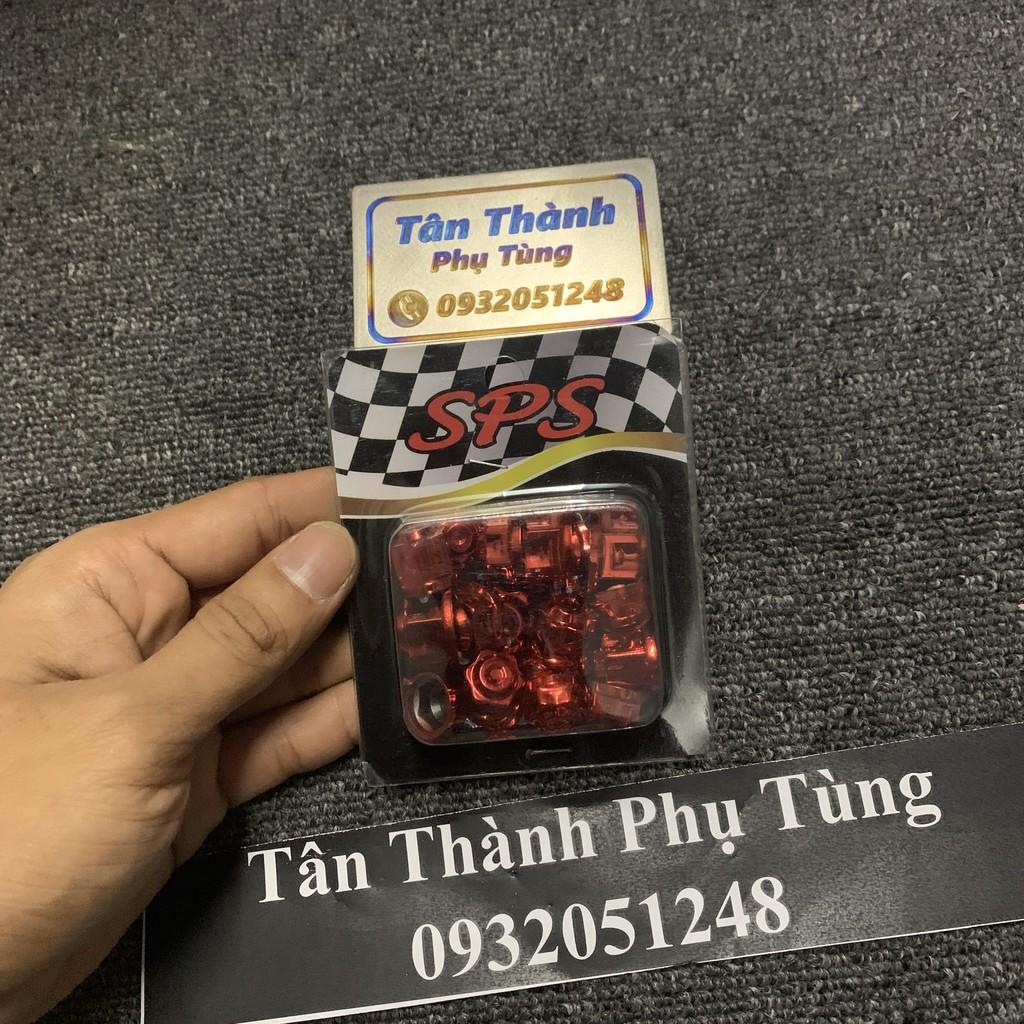 Tân Thành
Phụ Tùng
0932051248
SPS
Tân Thành Phụ Tùng
0932051248